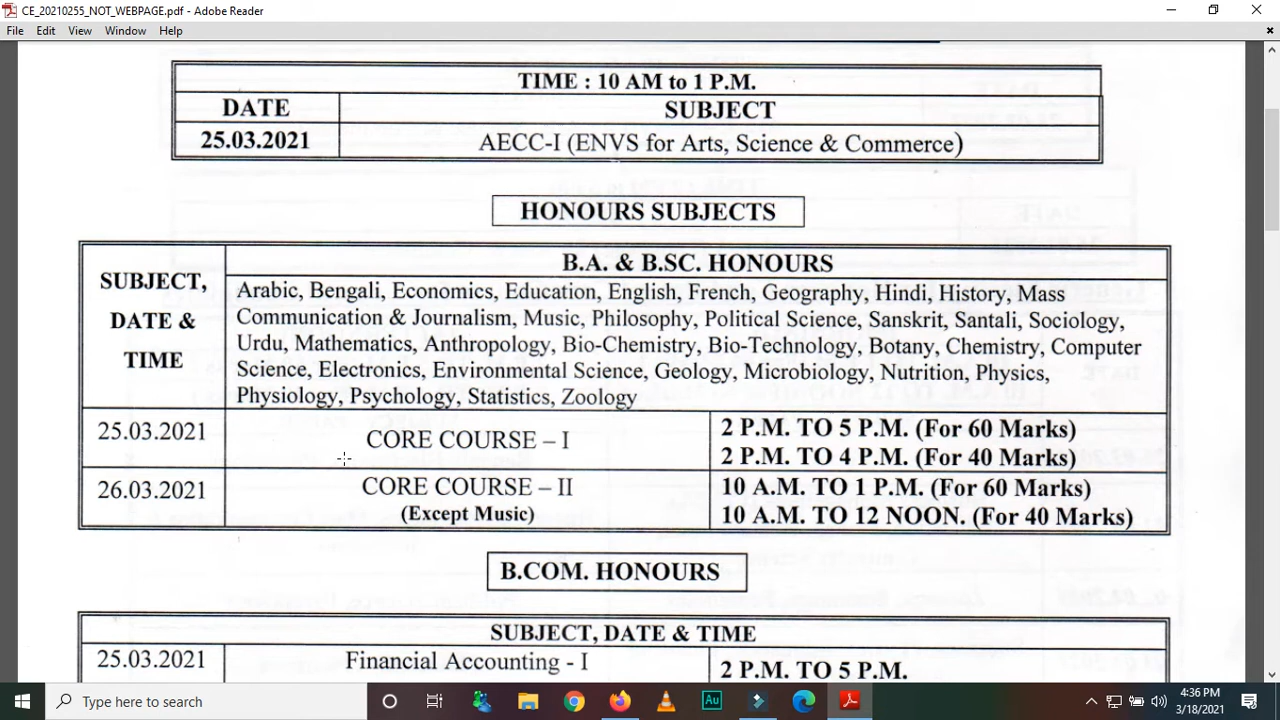 CE_20210255_NOT_WEBPAGE.pdf - Adobe Reader
File Edit View Window Help
TIME : 10 AM to 1 P.M.
DATE SUBJECT
25.03.2021 AECC-I (ENVS for Arts, Science & Commerce)
HONOURS SUBJECTS
SUBJECT, DATE & TIME
B.A. & B.SC. HONOURS
Arabic, Bengali, Economics, Education, English, French, Geography, Hindi, History, Mass
Communication & Journalism, Music, Philosophy, Political Science, Sanskrit, Santali, Sociology,
Urdu, Mathematics, Anthropology, Bio-Chemistry, Bio-Technology, Botany, Chemistry, Computer
Science, Electronics, Environmental Science, Geology, Microbiology, Nutrition, Physics,
Physiology, Psychology, Statistics, Zoology
25.03.2021 CORE COURSE – I 2 P.M. TO 5 P.M. (For 60 Marks)
2 P.M. TO 4 P.M. (For 40 Marks)
26.03.2021 CORE COURSE – II 10 A.M. TO 1 P.M. (For 60 Marks)
(Except Music) 10 A.M. TO 12 NOON. (For 40 Marks)
B.COM. HONOURS
SUBJECT, DATE & TIME
25.03.2021 Financial Accounting - I 2 P.M. TO 5 P.M.
Type here to search
Au
4:36 PM
3/18/2021